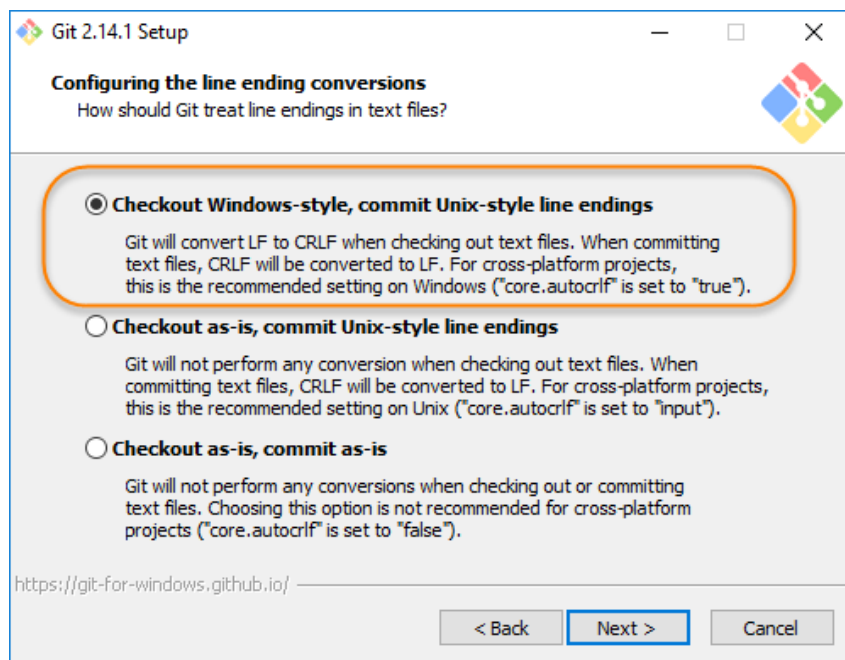 Git 2.14.1 Setup
Configuring the line ending conversions
How should Git treat line endings in text files?
Checkout Windows-style, commit Unix-style line endings
Git will convert LF to CRLF when checking out text files. When committing
text files, CRLF will be converted to LF. For cross-platform projects,
this is the recommended setting on Windows ("core.autocrlf" is set to "true").
Checkout as-is, commit Unix-style line endings
Git will not perform any conversion when checking out text files. When
committing text files, CRLF will be converted to LF. For cross-platform projects,
this is the recommended setting on Unix ("core.autocrlf" is set to "input").
Checkout as-is, commit as-is
Git will not perform any conversions when checking out or committing
text files. Choosing this option is not recommended for cross-platform
projects ("core.autocrlf" is set to "false").
https://git-for-windows.github.io/
< Back Next > Cancel